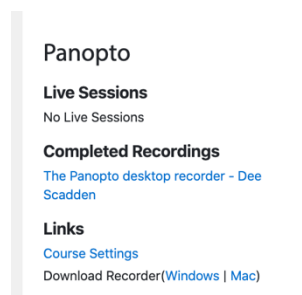 Panopto
Live Sessions
No Live Sessions
Completed Recordings
The Panopto desktop recorder - Dee
Scadden
Links
Course Settings
Download Recorder(Windows | Mac)